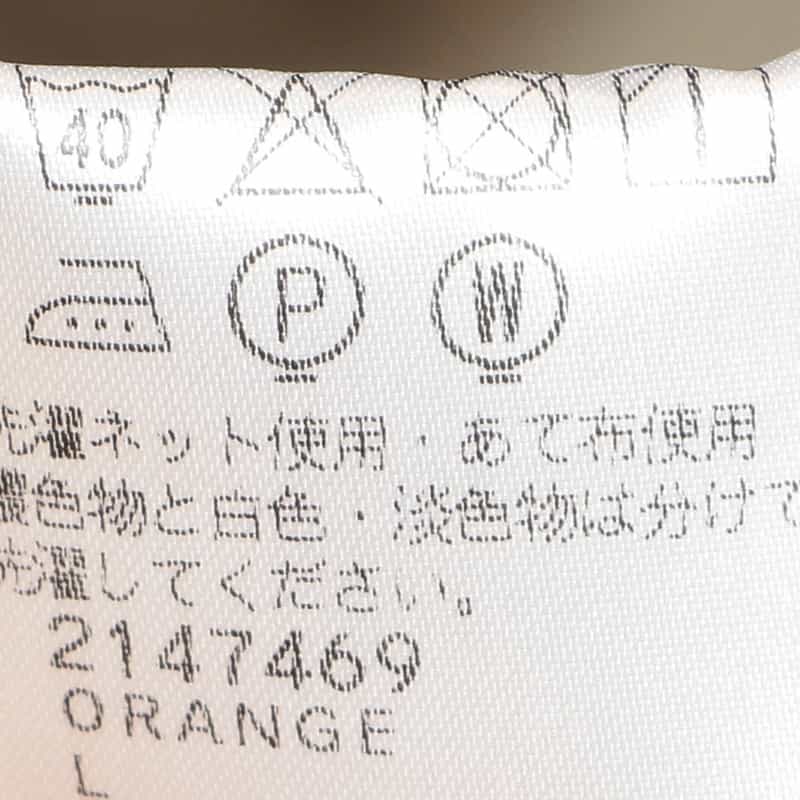 40
P W
洗濯ネット使用・あて布使用
濃色物と白色・淡色物は分けて
洗濯してください。
2147469
ORANGE
L